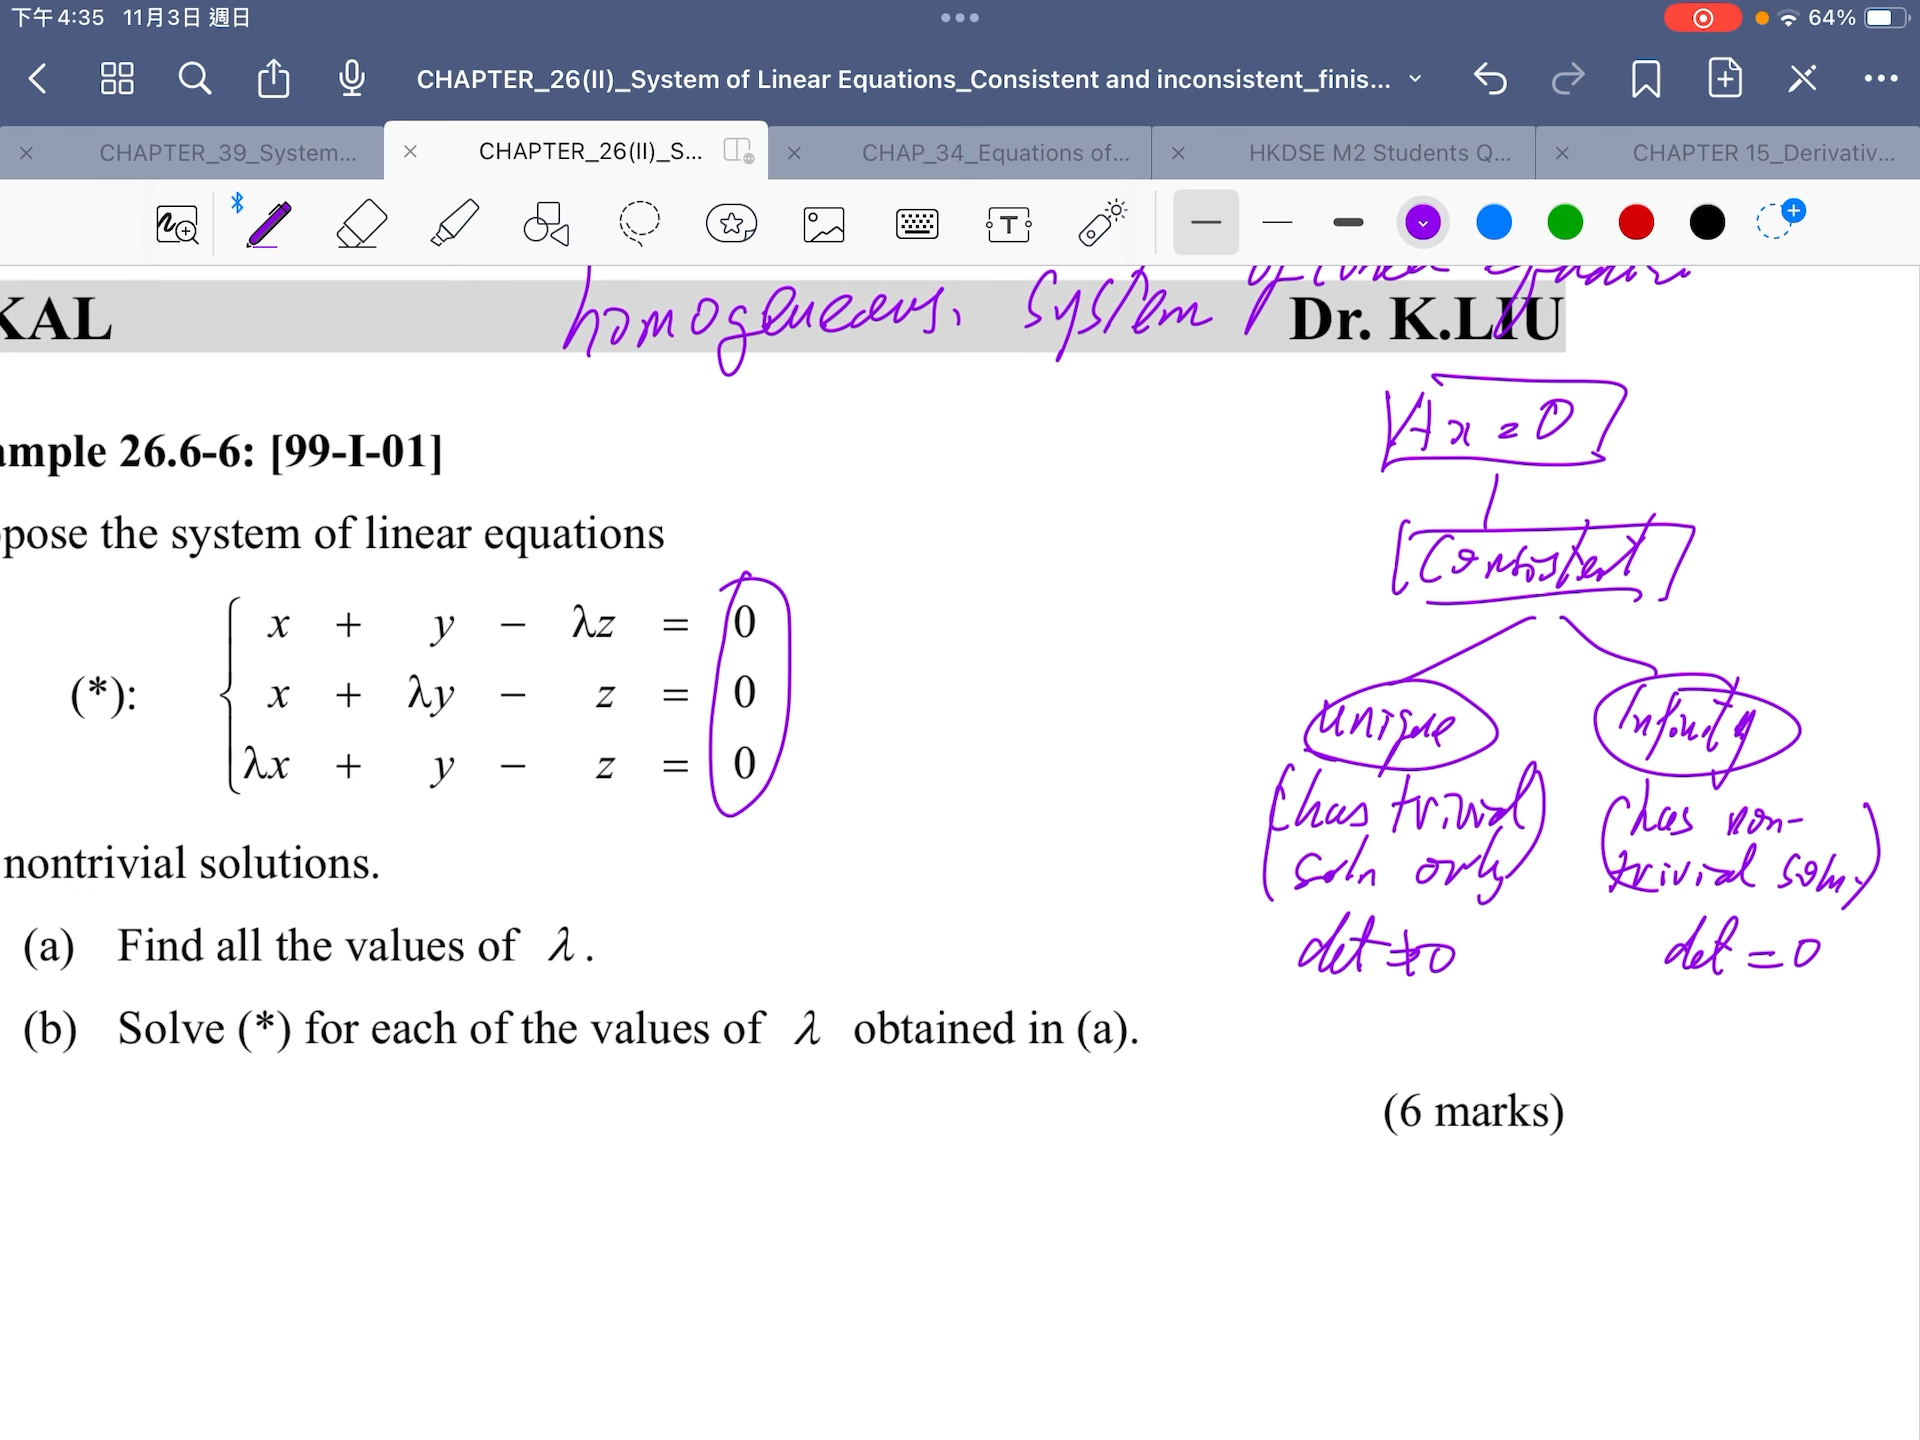 下午4:35 11月3日 週日
64%
CHAPTER_26(II)_System of Linear Equations_Consistent and inconsistent_finis...
CHAPTER_39_System...
CHAPTER_26(II)_S...
CHAP_34_Equations of...
HKDSE M2 Students Q...
CHAPTER 15_Derivativ...
KAL
homogeneous. system
Dr. K.LIU
Ax = 0
ample 26.6-6: [99-I-01]
pose the system of linear equations
Consistent
(*):
x + y − λz = 0
x + λy − z = 0
λx + y − z = 0
unique
(has trivial
soln only)
det ≠ 0
Infinity
(has non-
trivial soln.)
det = 0
nontrivial solutions.
(a) Find all the values of λ.
(b) Solve (*) for each of the values of λ obtained in (a).
(6 marks)